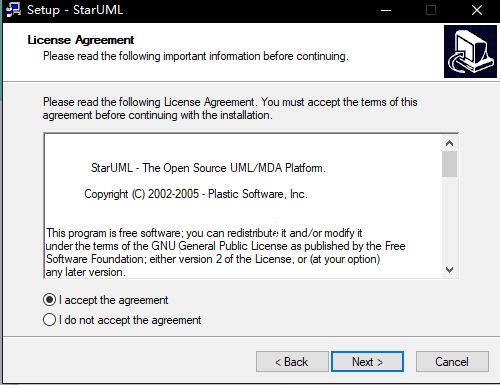 Setup - StarUML
License Agreement
Please read the following important information before continuing.
Please read the following License Agreement. You must accept the terms of this
agreement before continuing with the installation.
StarUML - The Open Source UML/MDA Platform.
Copyright (C) 2002-2005 - Plastic Software, Inc.
This program is free software; you can redistribute it and/or modify it
under the terms of the GNU General Public License as published by the Free
Software Foundation; either version 2 of the License, or (at your option)
any later version.
I accept the agreement
I do not accept the agreement
< Back
Next >
Cancel